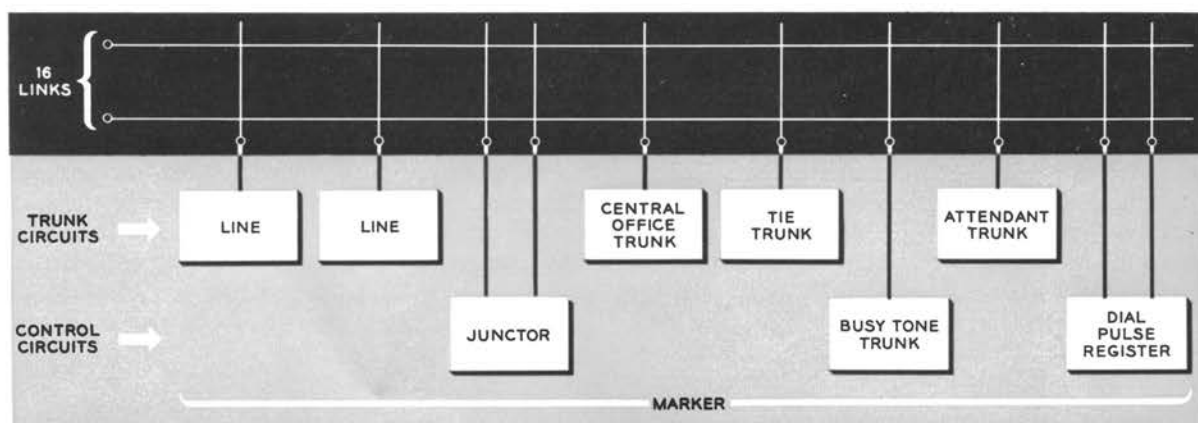 16
LINKS
TRUNK
CIRCUITS
LINE
LINE
CENTRAL
OFFICE
TRUNK
TIE
TRUNK
ATTENDANT
TRUNK
CONTROL
CIRCUITS
JUNCTOR
BUSY TONE
TRUNK
DIAL
PULSE
REGISTER
MARKER